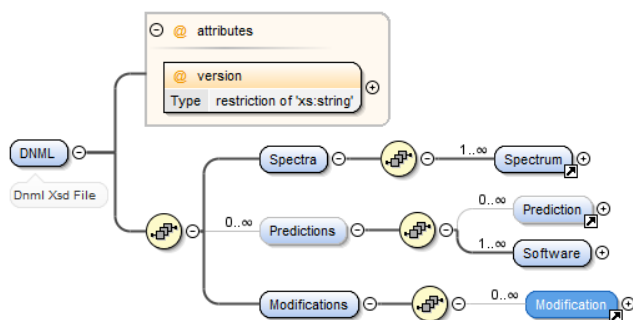 @ attributes
@ version
Type restriction of 'xs:string'
DNML
Dnml Xsd File
Spectra
1..∞
Spectrum
0..∞
Predictions
0..∞
Prediction
1..∞
Software
Modifications
0..∞
Modification